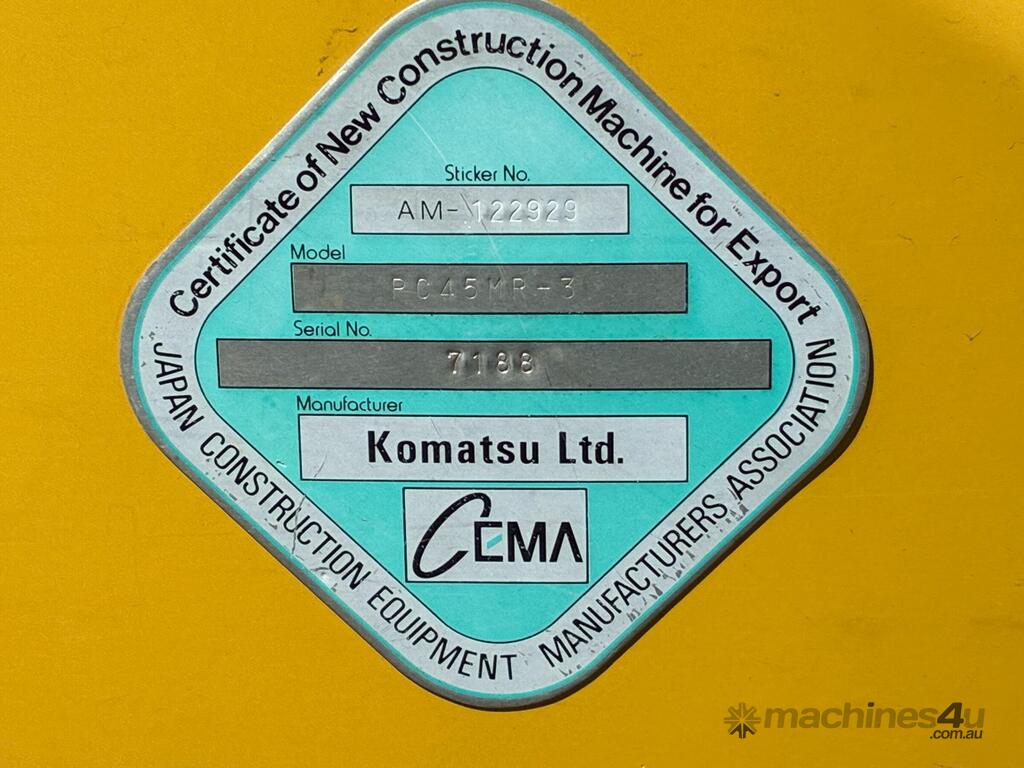 Certificate of New Construction Machine for Export
Sticker No.
AM-122929
Model
PC45MR-3
Serial No.
7188
Manufacturer
Komatsu Ltd.
CEMA
JAPAN CONSTRUCTION EQUIPMENT MANUFACTURERS ASSOCIATION
machines4u
.com.au